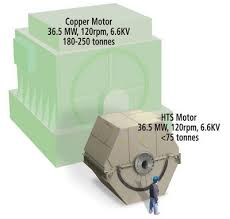 Copper Motor
36.5 MW, 120rpm, 6.6KV
180-250 tonnes
HTS Motor
36.5 MW, 120rpm, 6.6KV
<75 tonnes